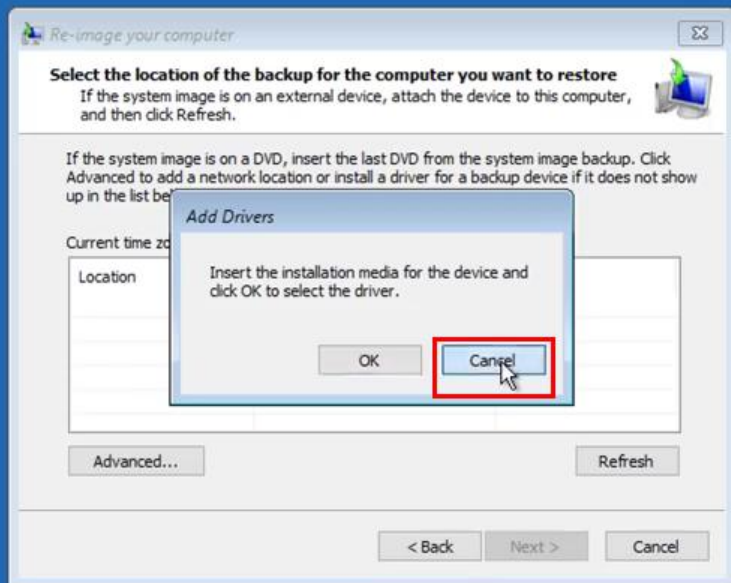 Re-image your computer
Select the location of the backup for the computer you want to restore
If the system image is on an external device, attach the device to this computer,
and then click Refresh.
If the system image is on a DVD, insert the last DVD from the system image backup. Click
Advanced to add a network location or install a driver for a backup device if it does not show
up in the list
Add Drivers
Current time
Location
Insert the installation media for the device and
click OK to select the driver.
OK
Cancel
Advanced...
Refresh
< Back
Next >
Cancel